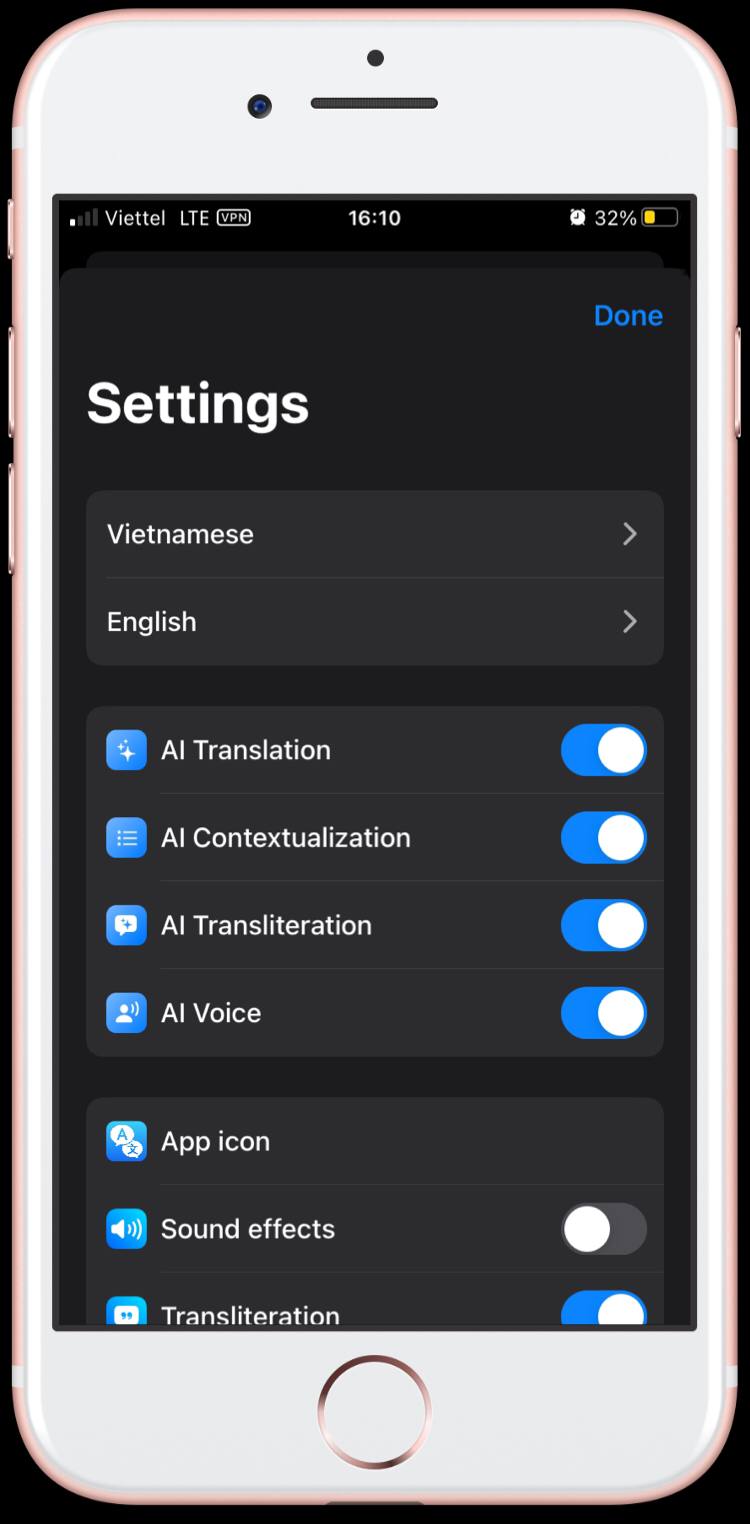 Viettel LTE VPN 16:10 32%
Done
Settings
Vietnamese
English
AI Translation
AI Contextualization
AI Transliteration
AI Voice
App icon
Sound effects
Transliteration